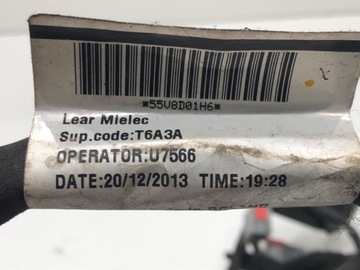 *55V8D01H6*
Lear Mielec
Sup.code:T6A3A
OPERATOR:U7566
DATE:20/12/2013 TIME:19:28